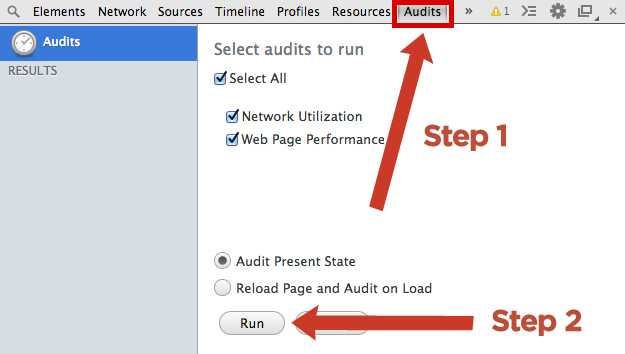 Elements Network Sources Timeline Profiles Resources Audits » 1
Audits
RESULTS
Select audits to run
Select All
Network Utilization
Web Page Performance
Step 1
Audit Present State
Reload Page and Audit on Load
Run
Step 2